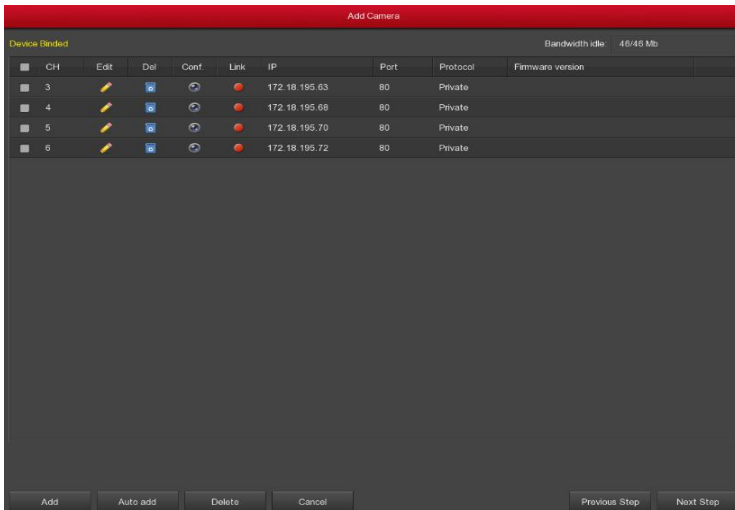 Add Camera
Device Binded Bandwidth idle: 46/46 Mb
CH Edit Del Conf. Link IP Port Protocol Firmware version
3 172.18.195.63 80 Private
4 172.18.195.68 80 Private
5 172.18.195.70 80 Private
6 172.18.195.72 80 Private
Add Auto add Delete Cancel Previous Step Next Step